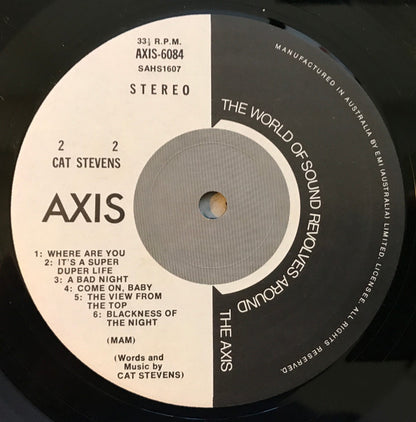 33⅓ R.P.M.
AXIS-6084
SAHS1607
STEREO
2 2
CAT STEVENS
AXIS
1: WHERE ARE YOU
2: IT'S A SUPER
DUPER LIFE
3: A BAD NIGHT
4: COME ON, BABY
5: THE VIEW FROM
THE TOP
6: BLACKNESS OF
THE NIGHT
(MAM)
(Words and
Music by
CAT STEVENS)
THE WORLD OF SOUND REVOLVES AROUND THE AXIS
MANUFACTURED IN AUSTRALIA BY EMI (AUSTRALIA) LIMITED, LICENSEE. ALL RIGHTS RESERVED.